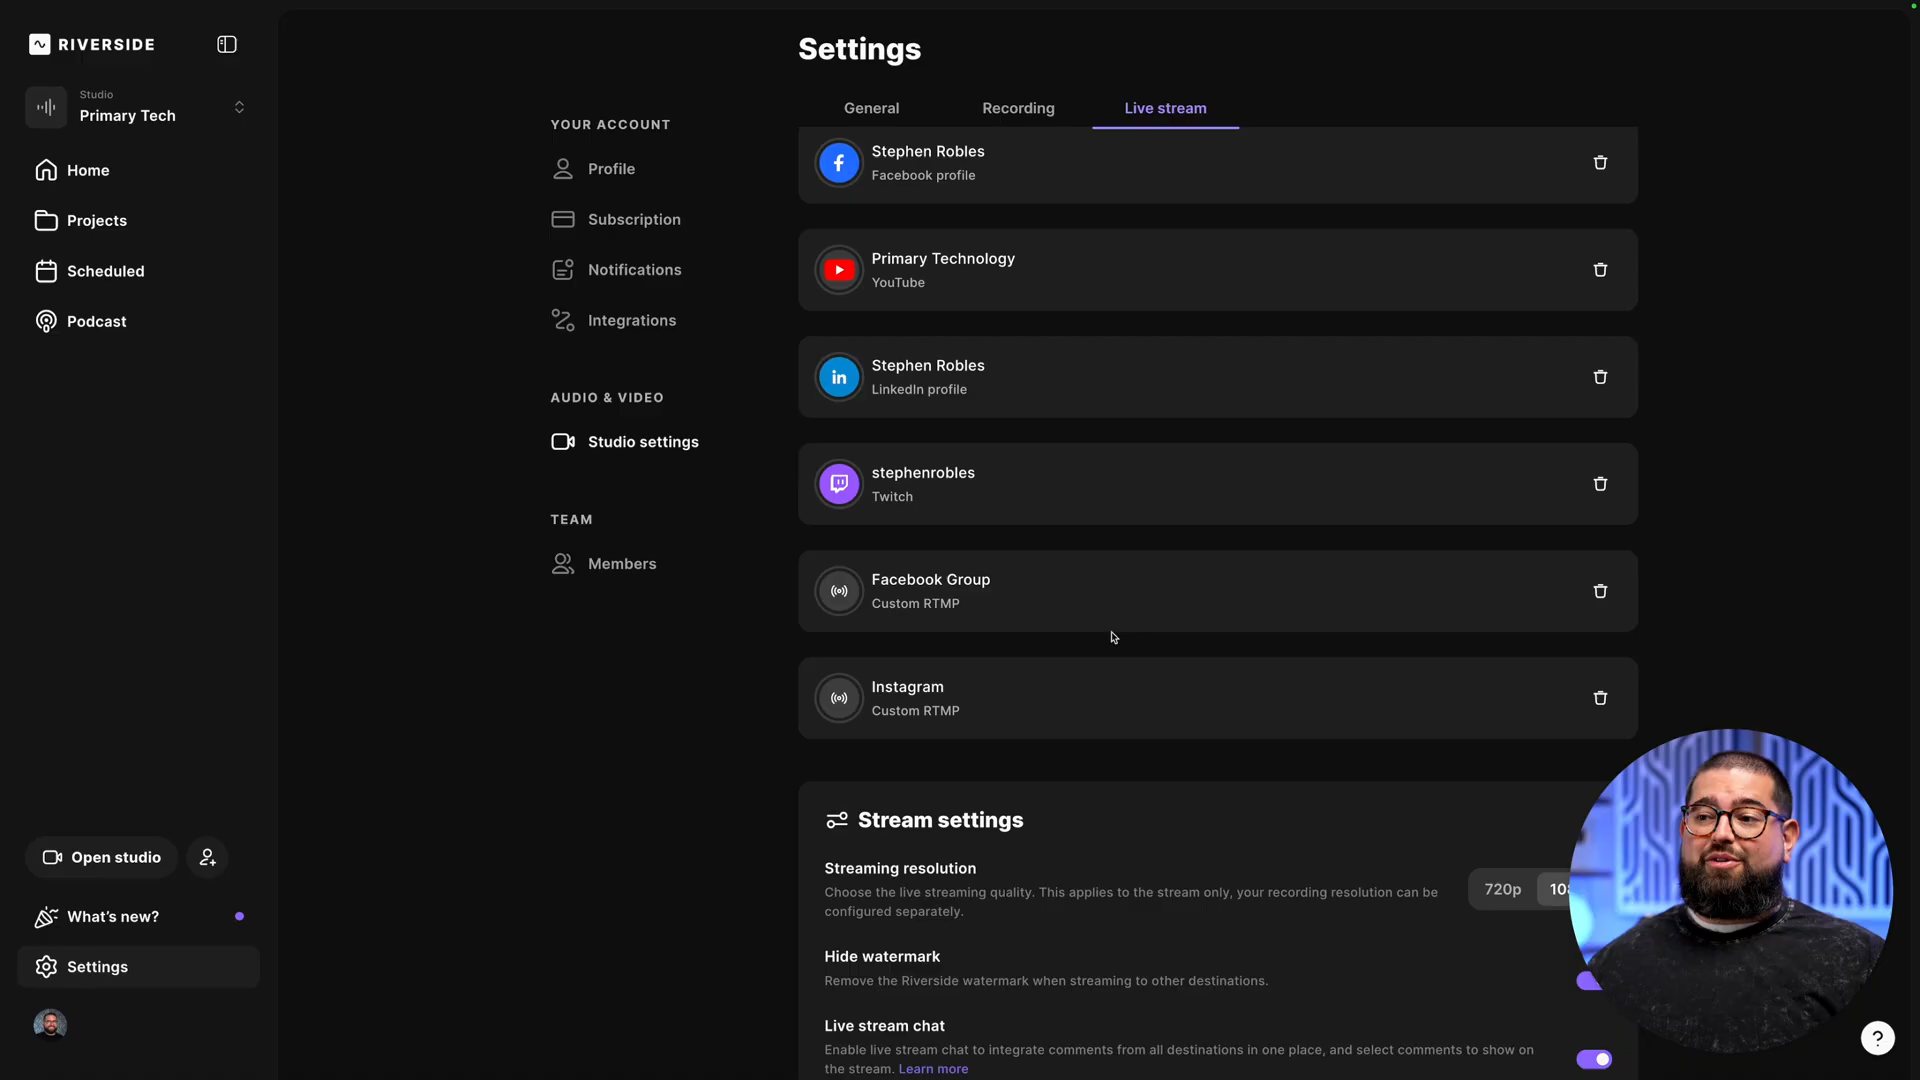 RIVERSIDE
Studio
Primary Tech
Home
Projects
Scheduled
Podcast
Open studio
What's new?
Settings
Settings
YOUR ACCOUNT
Profile
Subscription
Notifications
Integrations
AUDIO & VIDEO
Studio settings
TEAM
Members
General
Recording
Live stream
Stephen Robles
Facebook profile
Primary Technology
YouTube
Stephen Robles
LinkedIn profile
stephenrobles
Twitch
Facebook Group
Custom RTMP
Instagram
Custom RTMP
Stream settings
Streaming resolution
Choose the live streaming quality. This applies to the stream only, your recording resolution can be
configured separately.
720p
Hide watermark
Remove the Riverside watermark when streaming to other destinations.
Live stream chat
Enable live stream chat to integrate comments from all destinations in one place, and select comments to show on
the stream. Learn more
?